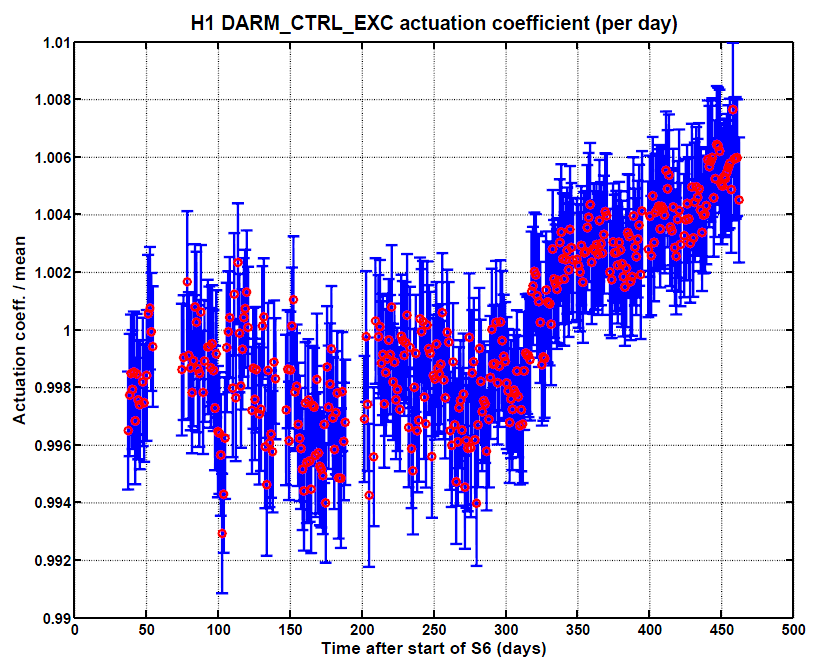 H1 DARM_CTRL_EXC actuation coefficient (per day)
Actuation coeff. / mean
1.01
1.008
1.006
1.004
1.002
1
0.998
0.996
0.994
0.992
0.99
0 50 100 150 200 250 300 350 400 450 500
Time after start of S6 (days)